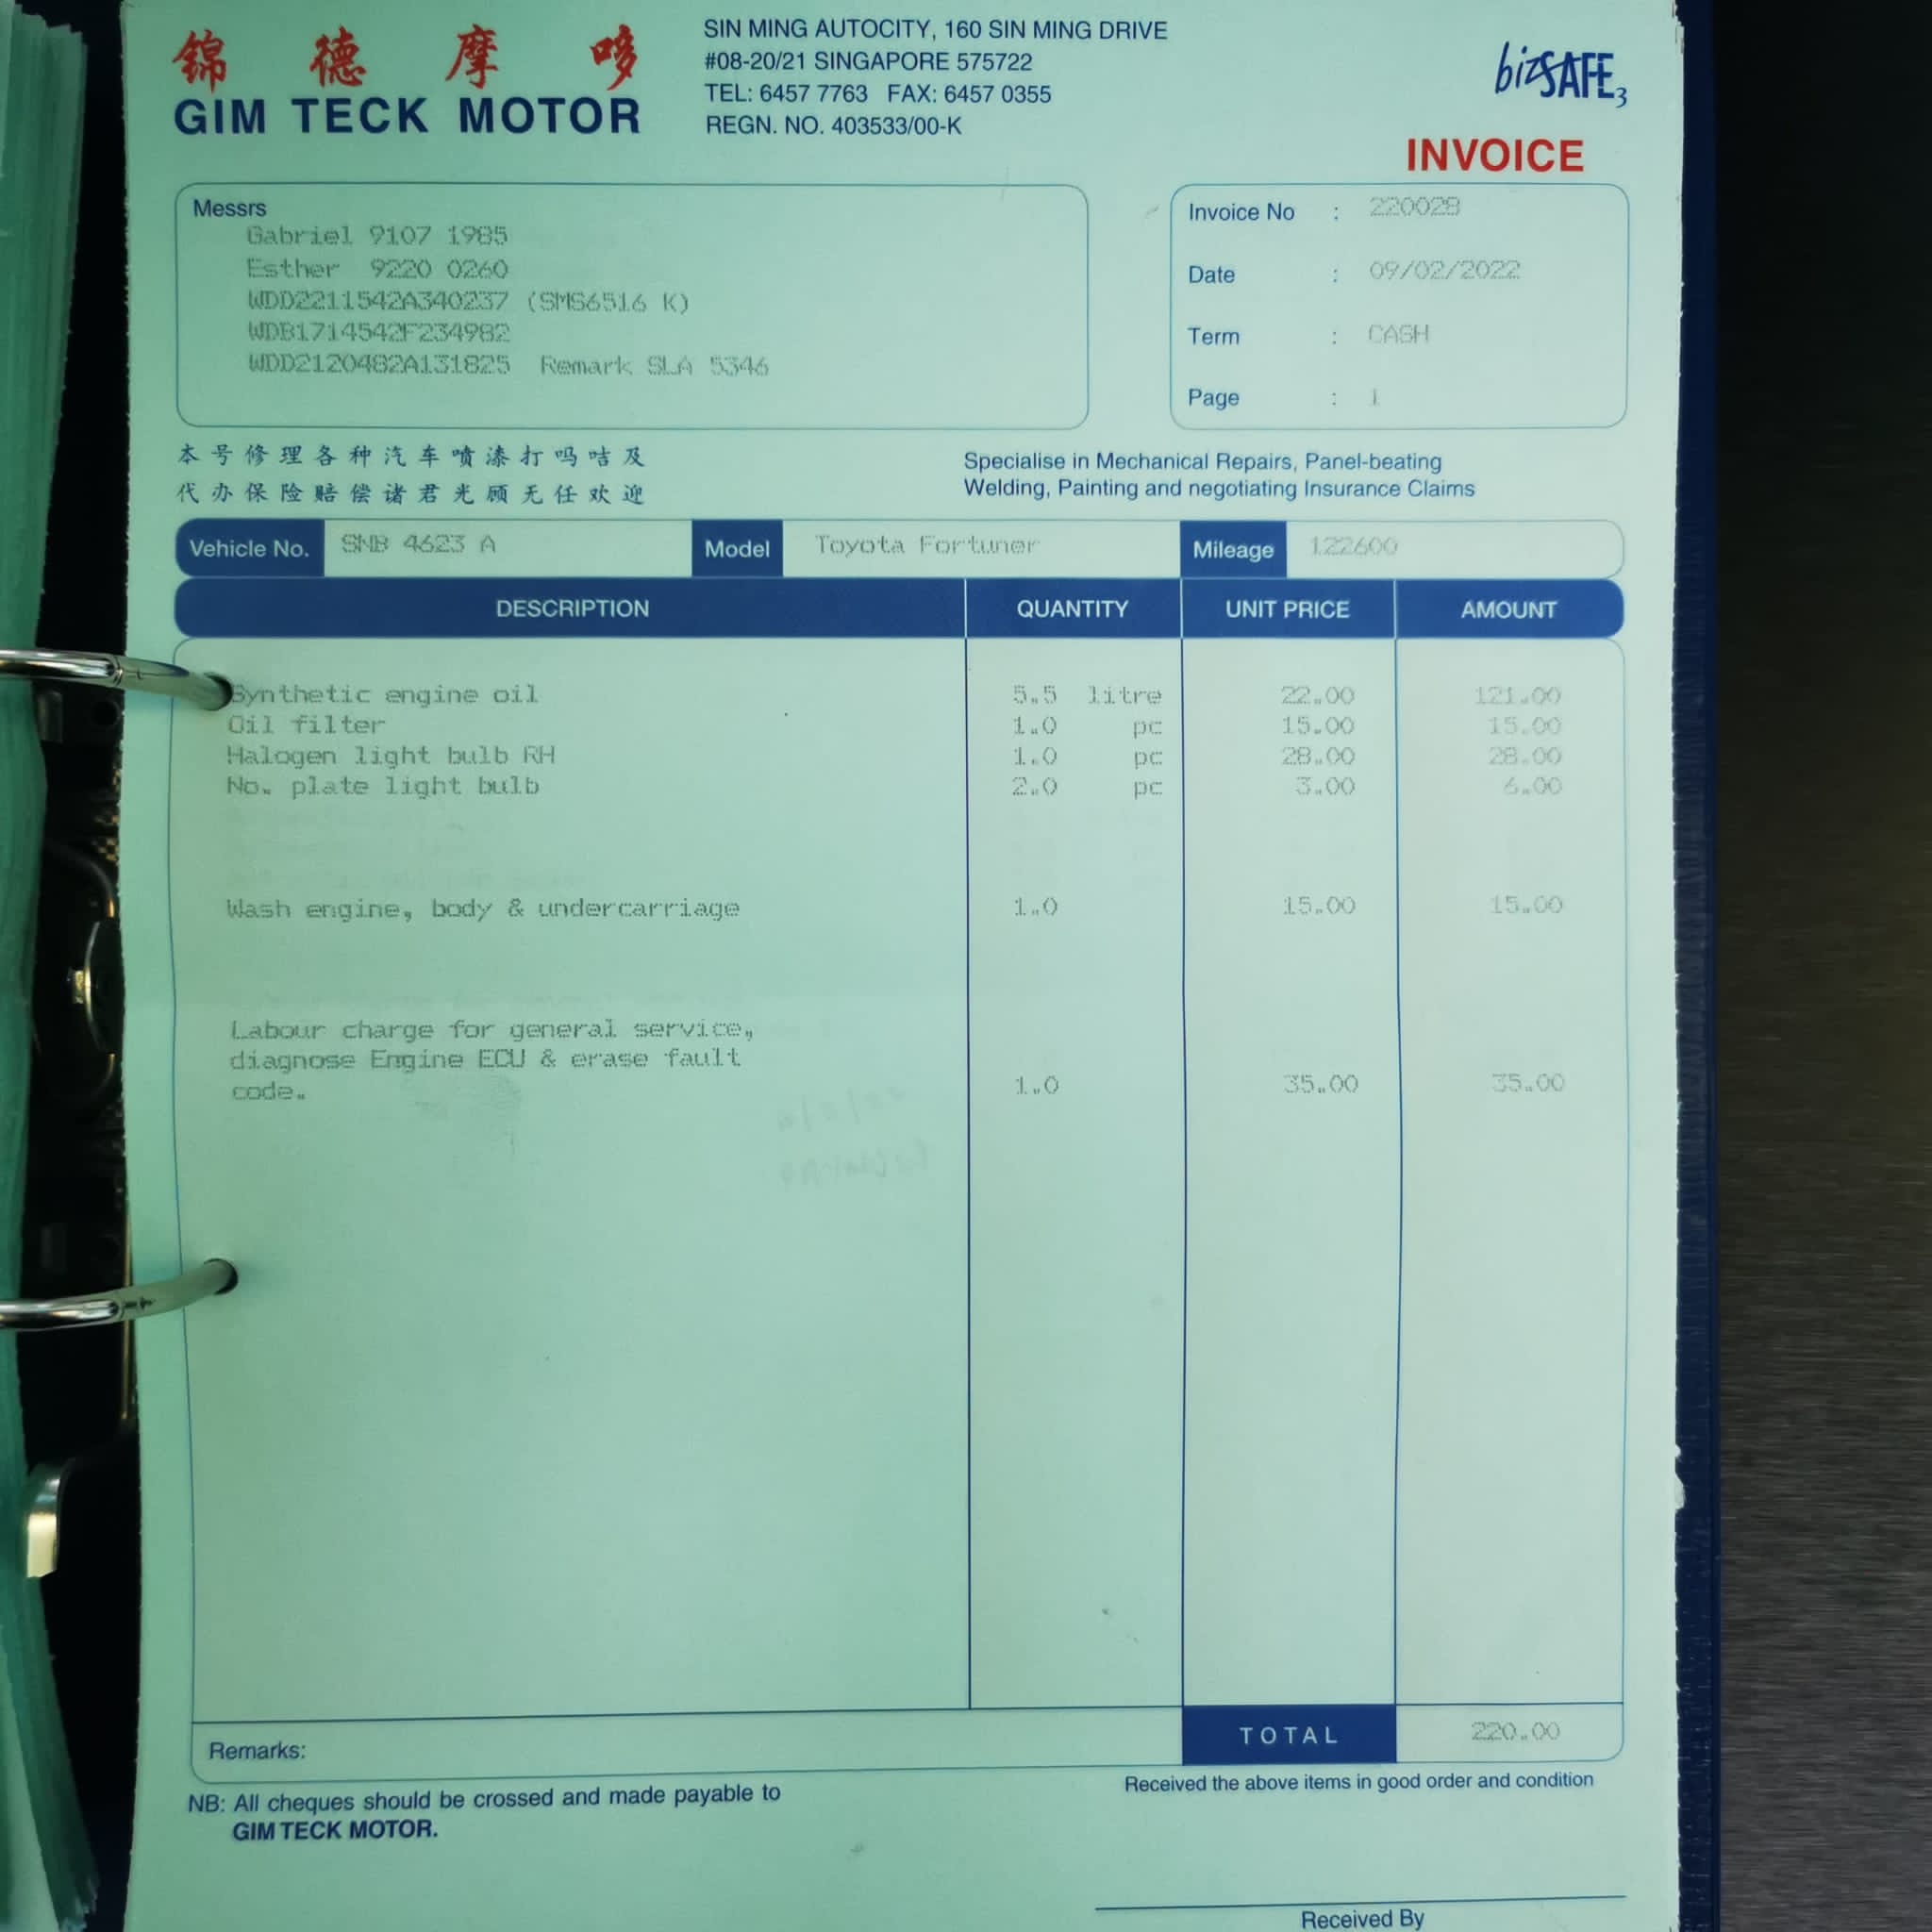 錦 德 摩 哆
GIM TECK MOTOR
SIN MING AUTOCITY, 160 SIN MING DRIVE
#08-20/21 SINGAPORE 575722
TEL: 6457 7763 FAX: 6457 0355
REGN. NO. 403533/00-K
bizSAFE3
INVOICE
Messrs
Gabriel 9107 1985
Esther 9220 0260
WDD2211542A340237 (SMS6516 K)
WDB1714542F234982
WDD2120482A131825 Remark SLA 5346
Invoice No : 220028
Date : 09/02/2022
Term : CASH
Page : 1
本号修理各种汽车喷漆打吗咭及
代办保险赔偿诸君光顾无任欢迎
Specialise in Mechanical Repairs, Panel-beating
Welding, Painting and negotiating Insurance Claims
Vehicle No. SNB 4623 A Model Toyota Fortuner Mileage 122600
DESCRIPTION QUANTITY UNIT PRICE AMOUNT
Synthetic engine oil 5.5 litre 22.00 121.00
Oil filter 1.0 pc 15.00 15.00
Halogen light bulb RH 1.0 pc 28.00 28.00
No. plate light bulb 2.0 pc 3.00 6.00
Wash engine, body & undercarriage 1.0 15.00 15.00
Labour charge for general service,
diagnose Engine ECU & erase fault
code. 1.0 35.00 35.00
TOTAL 220.00
Remarks:
NB: All cheques should be crossed and made payable to
GIM TECK MOTOR.
Received the above items in good order and condition
Received By